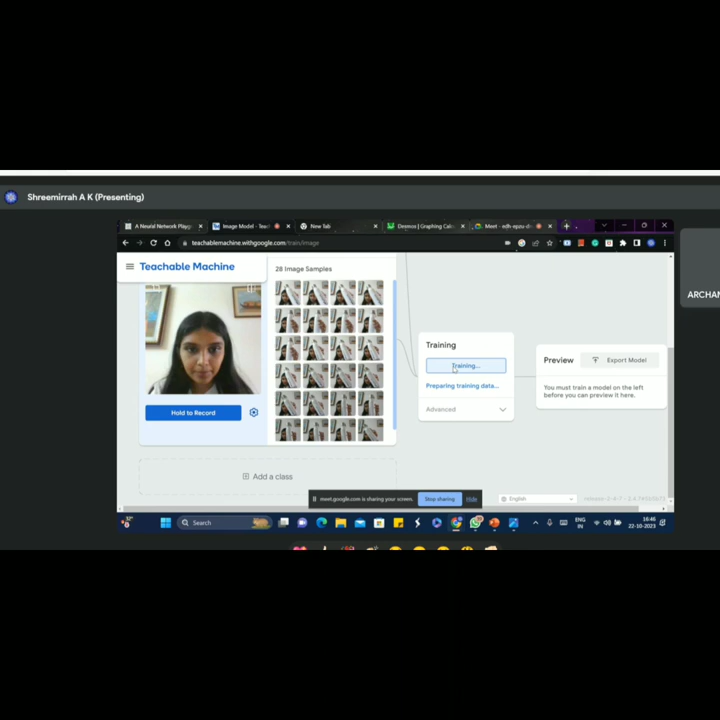 Shreemirrah A K (Presenting)
A Neural Network Playg
Image Model - Teac
New Tab
Desmos | Graphing Calc
Meet - edh-epzu-d
teachablemachine.withgoogle.com/train/image
Teachable Machine
28 Image Samples
ARCHAN
Training
Training...
Preparing training data...
Advanced
Preview
Export Model
You must train a model on the left
before you can preview it here.
Hold to Record
Add a class
meet.google.com is sharing your screen.
Stop sharing
Hide
English
Search
ENG
IN
16:46
22-10-2023